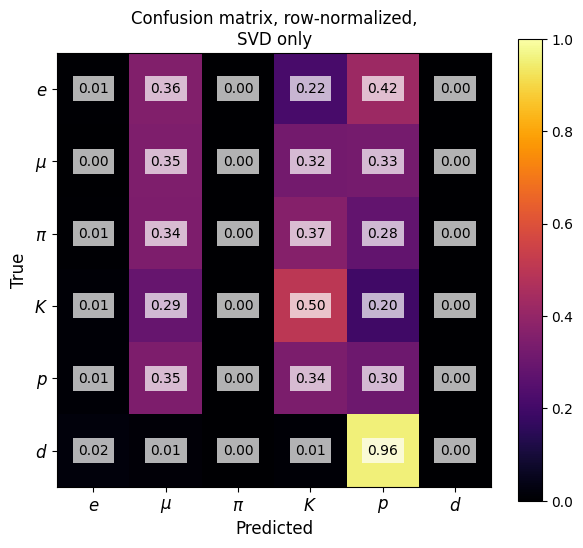 Confusion matrix, row-normalized,
SVD only
True
e 0.01 0.36 0.00 0.22 0.42 0.00
μ 0.00 0.35 0.00 0.32 0.33 0.00
π 0.01 0.34 0.00 0.37 0.28 0.00
K 0.01 0.29 0.00 0.50 0.20 0.00
p 0.01 0.35 0.00 0.34 0.30 0.00
d 0.02 0.01 0.00 0.01 0.96 0.00
e μ π K p d
Predicted
1.0
0.8
0.6
0.4
0.2
0.0